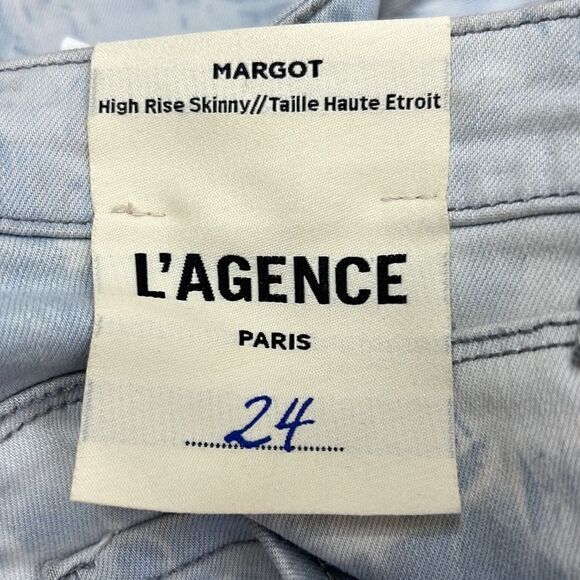 MARGOT
High Rise Skinny//Taille Haute Etroit
L'AGENCE
PARIS
24